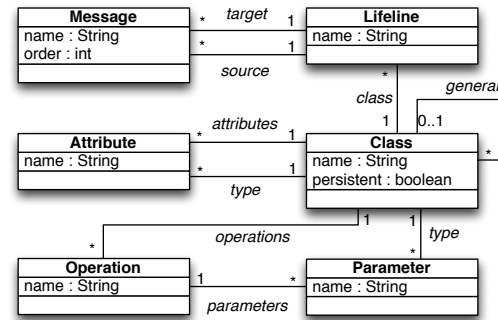 Message
name : String
order : int
* target 1
* 1
source
Lifeline
name : String
*
class
1
general
0..1
Attribute
name : String
* attributes 1
* 1
type
Class
name : String
persistent : boolean
*
1
1
operations
type
*
*
Operation
name : String
1 *
parameters
Parameter
name : String